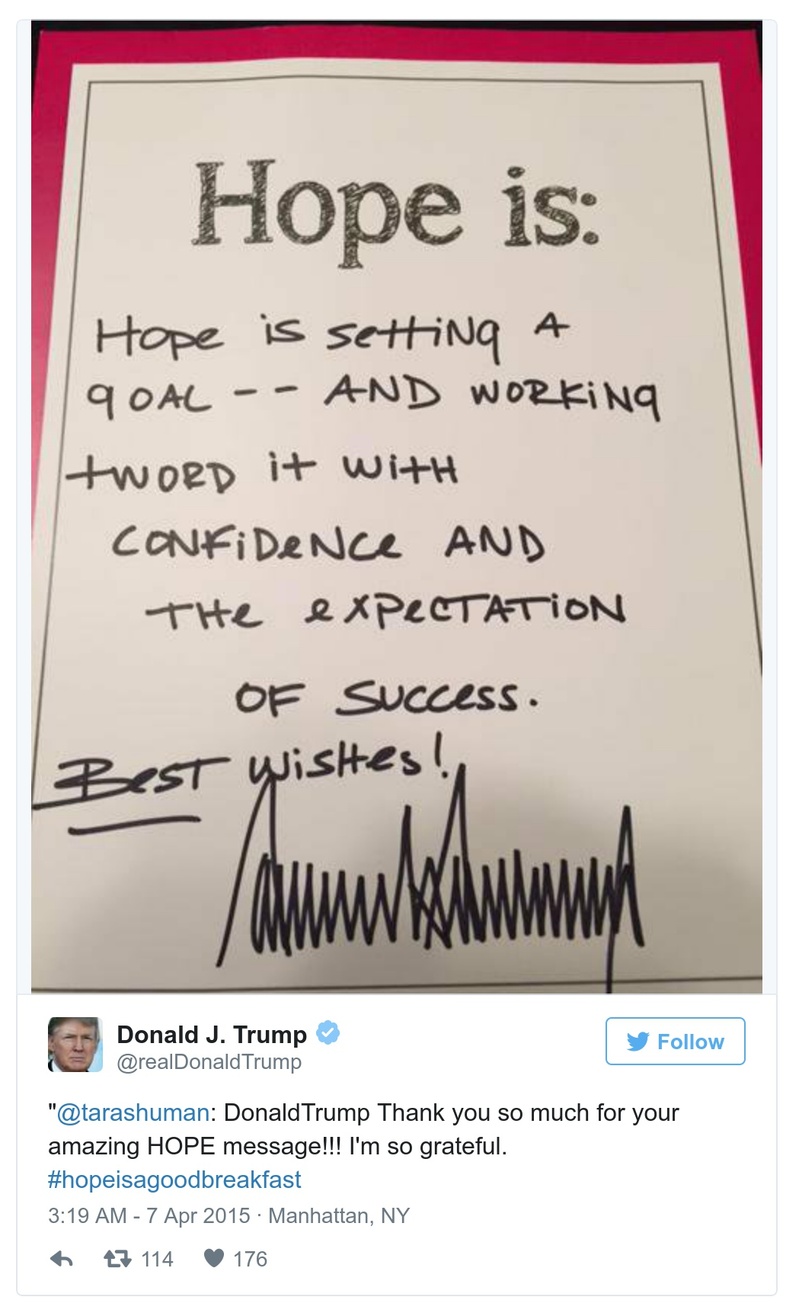 Hope is:
Hope is setting A
goal -- AND working
tword it with
confidence AND
the expectation
of success.
Best wishes!
Donald J. Trump
@realDonaldTrump
Follow
"@tarashuman: DonaldTrump Thank you so much for your
amazing HOPE message!!! I'm so grateful.
#hopeisagoodbreakfast
3:19 AM - 7 Apr 2015 · Manhattan, NY
114 176